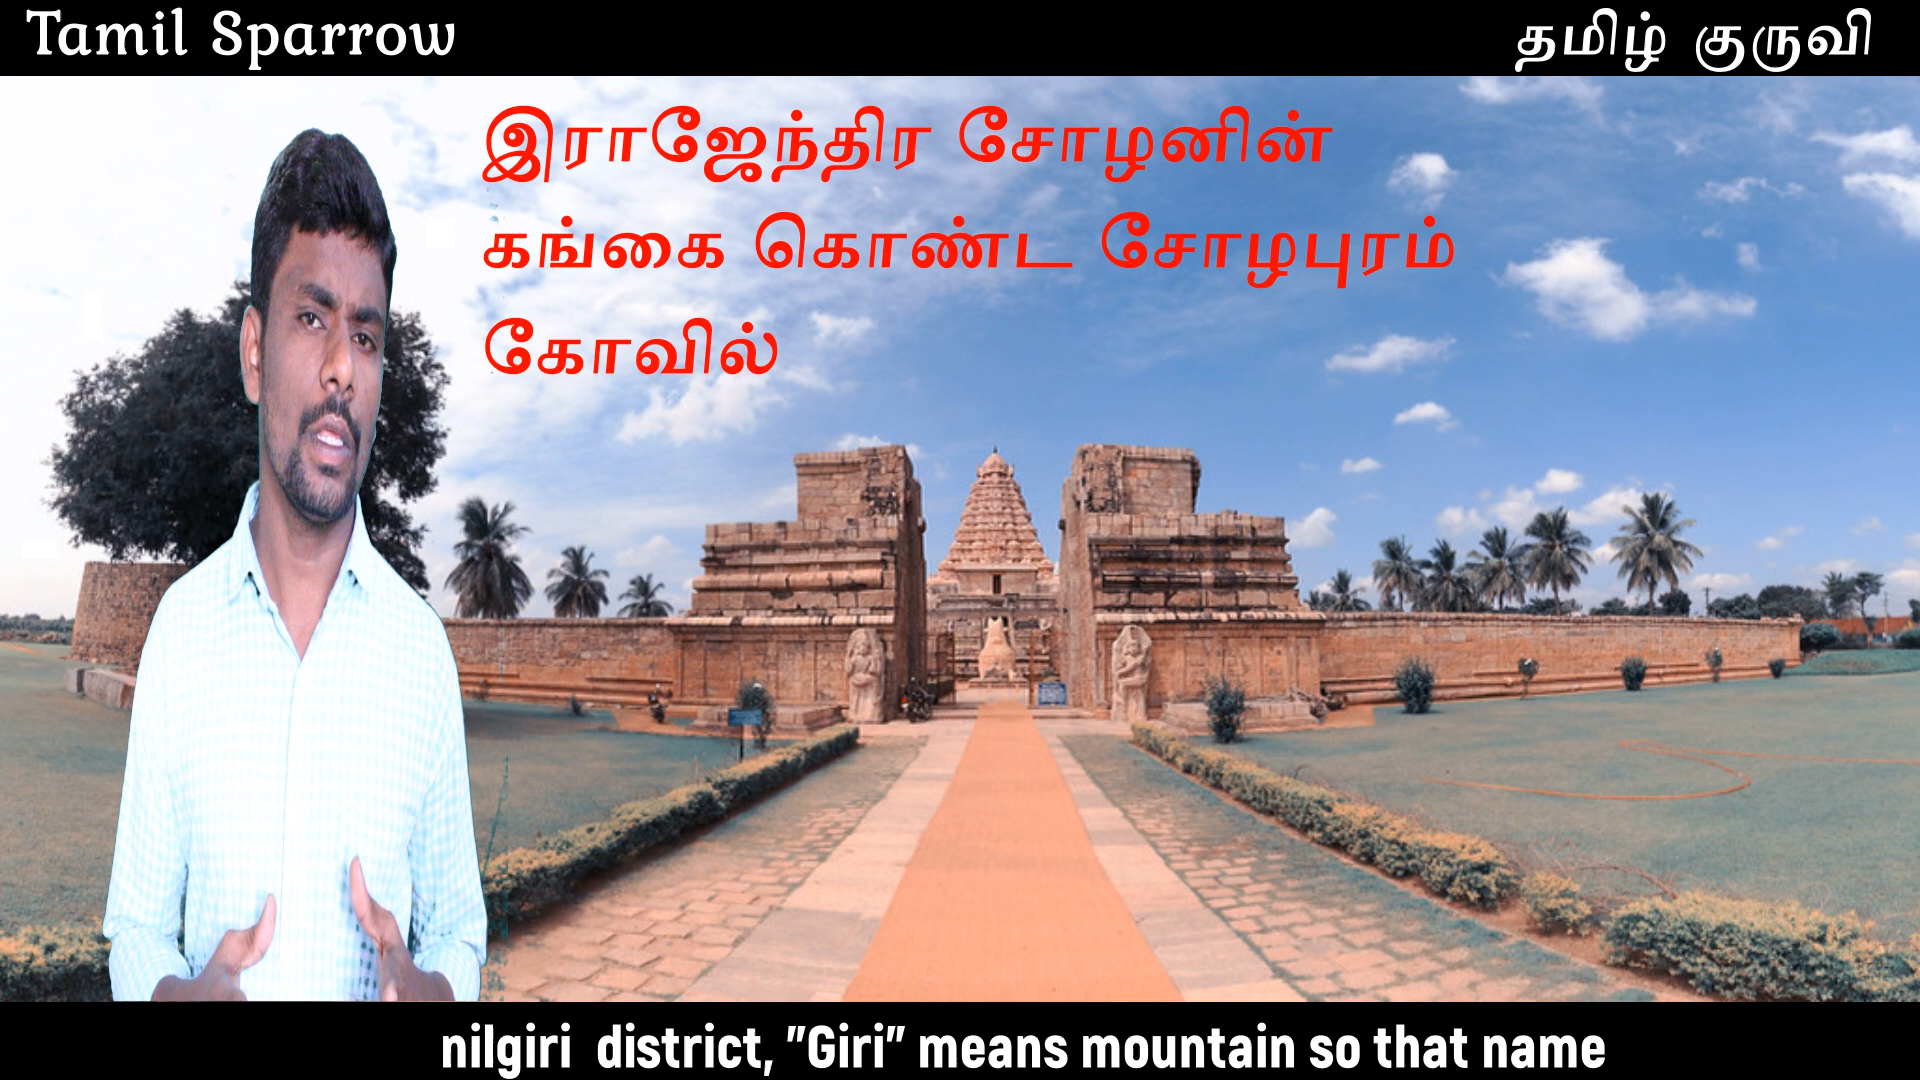 Tamil Sparrow
தமிழ் குருவி
இராஜேந்திர சோழனின்
கங்கை கொண்ட சோழபுரம்
கோவில்
nilgiri district, "Giri" means mountain so that name